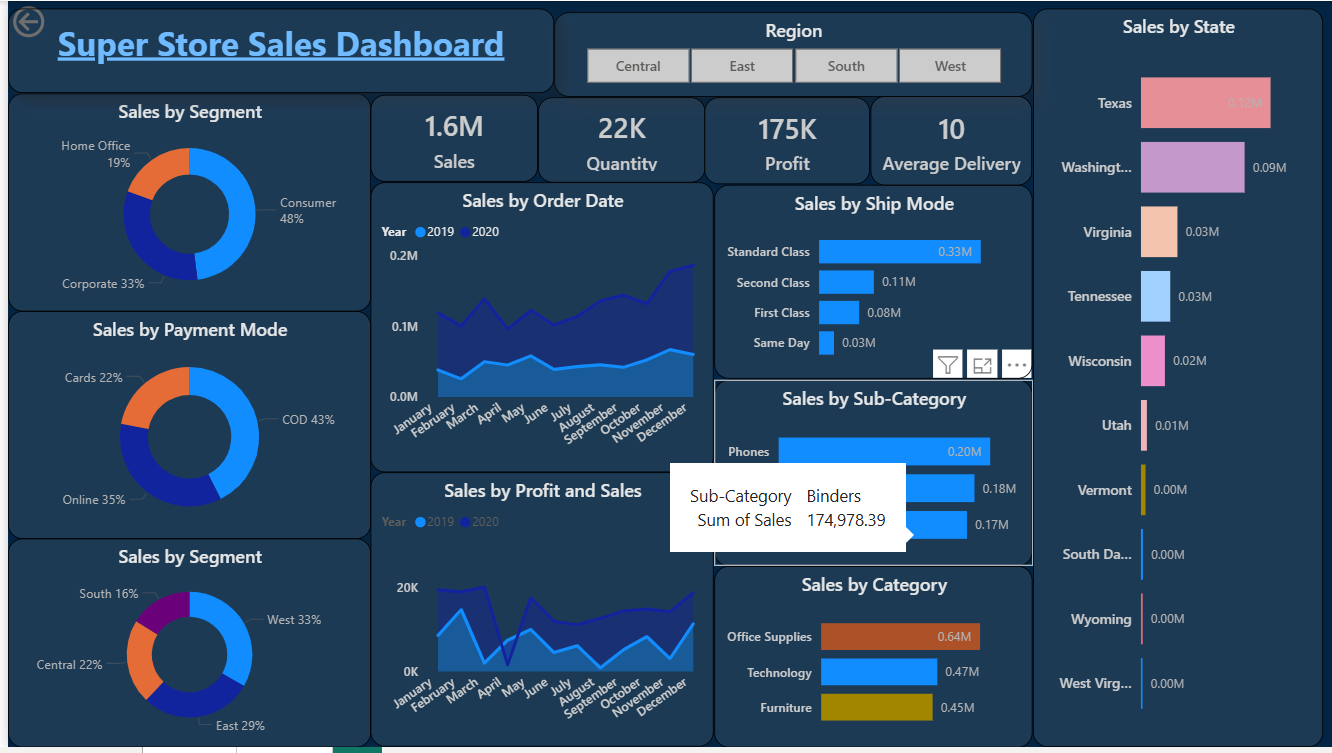 Super Store Sales Dashboard
Region
Central
East
South
West
Sales by Segment
Home Office
19%
Consumer
48%
Corporate 33%
1.6M
Sales
22K
Quantity
175K
Profit
10
Average Delivery
Sales by Order Date
Year 2019 2020
0.2M
0.1M
0.0M
January
February
March
April
May
June
July
August
September
October
November
December
Sales by Ship Mode
Standard Class 0.33M
Second Class 0.11M
First Class 0.08M
Same Day 0.03M
Sales by Payment Mode
Cards 22%
COD 43%
Online 35%
Sales by Sub-Category
Phones 0.20M
0.18M
0.17M
Sub-Category Binders
Sum of Sales 174,978.39
Sales by Profit and Sales
Year 2019 2020
20K
0K
January
February
March
April
May
June
July
August
September
October
November
December
Sales by Segment
South 16%
West 33%
Central 22%
East 29%
Sales by Category
Office Supplies 0.64M
Technology 0.47M
Furniture 0.45M
Sales by State
Texas 0.12M
Washingt... 0.09M
Virginia 0.03M
Tennessee 0.03M
Wisconsin 0.02M
Utah 0.01M
Vermont 0.00M
South Da... 0.00M
Wyoming 0.00M
West Virg... 0.00M